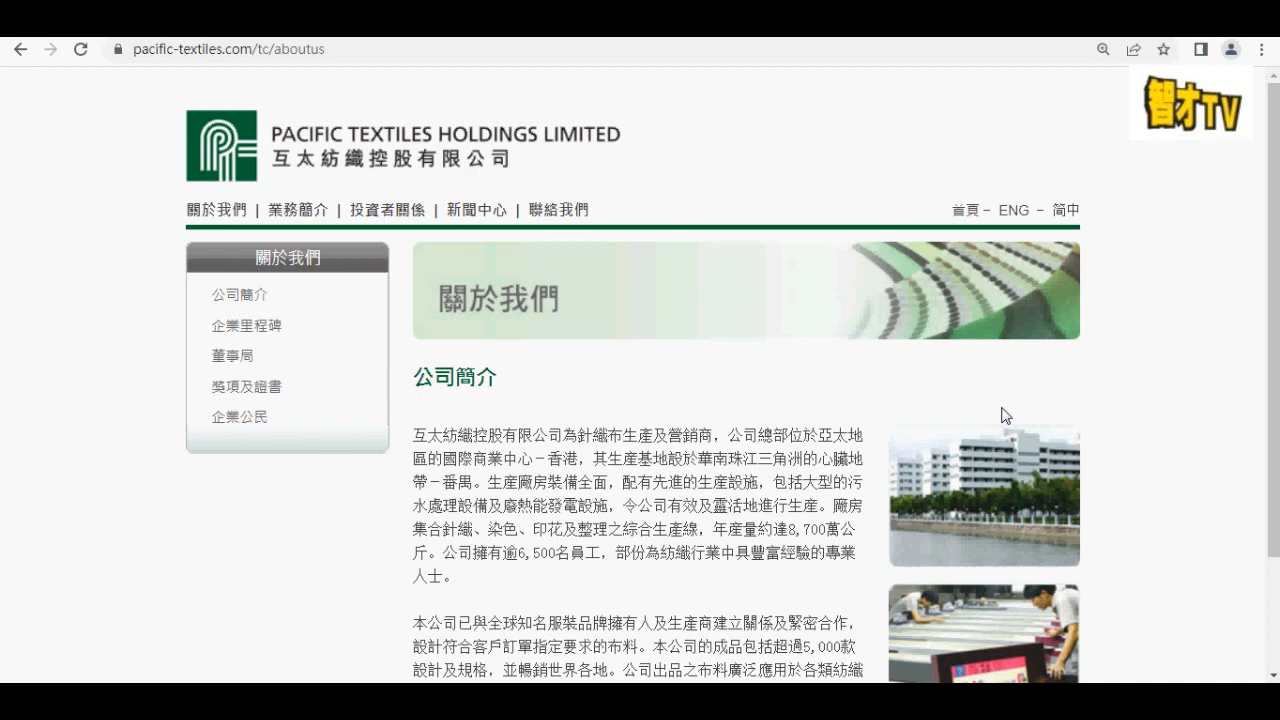 pacific-textiles.com/tc/aboutus
智才TV
PACIFIC TEXTILES HOLDINGS LIMITED
互太紡織控股有限公司
關於我們 | 業務簡介 | 投資者關係 | 新聞中心 | 聯絡我們
首頁 - ENG - 简中
關於我們
公司簡介
企業里程碑
董事局
獎項及證書
企業公民
關於我們
公司簡介
互太紡織控股有限公司為針織布生產及營銷商，公司總部位於亞太地
區的國際商業中心－香港，其生產基地設於華南珠江三角洲的心臟地
帶－番禺。生產廠房裝備全面，配有先進的生產設施，包括大型的污
水處理設備及廢熱能發電設施，令公司有效及靈活地進行生產。廠房
集合針織、染色、印花及整理之綜合生產線，年產量約達8,700萬公
斤。公司擁有逾6,500名員工，部份為紡織行業中具豐富經驗的專業
人士。
本公司已與全球知名服裝品牌擁有人及生產商建立關係及緊密合作，
設計符合客戶訂單指定要求的布料。本公司的成品包括超過5,000款
設計及規格，並暢銷世界各地。公司出品之布料廣泛應用於各類紡織